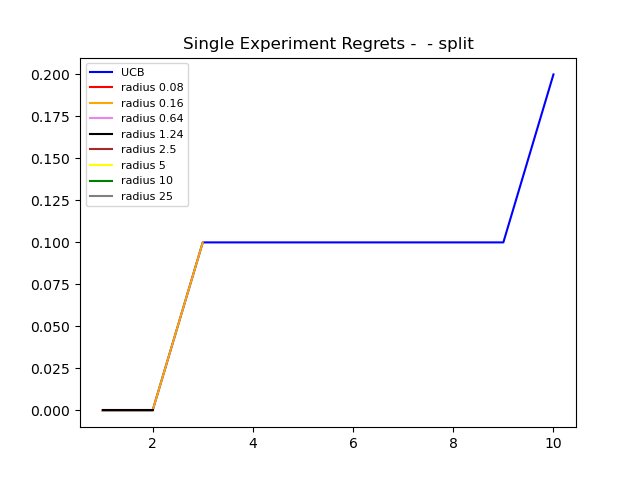 Single Experiment Regrets -  - split
0.200
0.175
0.150
0.125
0.100
0.075
0.050
0.025
0.000
UCB
radius 0.08
radius 0.16
radius 0.64
radius 1.24
radius 2.5
radius 5
radius 10
radius 25
2
4
6
8
10